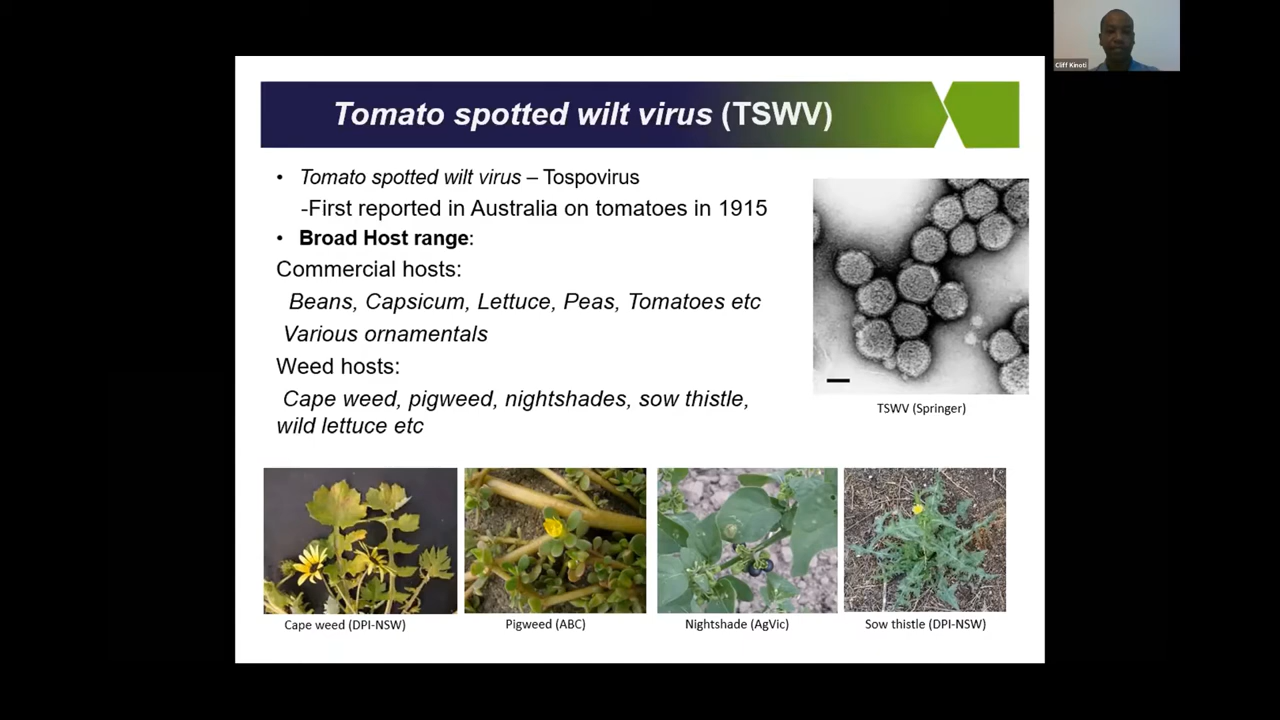 Cliff Kinoti
Tomato spotted wilt virus (TSWV)
• Tomato spotted wilt virus – Tospovirus
-First reported in Australia on tomatoes in 1915
• Broad Host range:
Commercial hosts:
Beans, Capsicum, Lettuce, Peas, Tomatoes etc
Various ornamentals
Weed hosts:
Cape weed, pigweed, nightshades, sow thistle,
wild lettuce etc
TSWV (Springer)
Cape weed (DPI-NSW)
Pigweed (ABC)
Nightshade (AgVic)
Sow thistle (DPI-NSW)